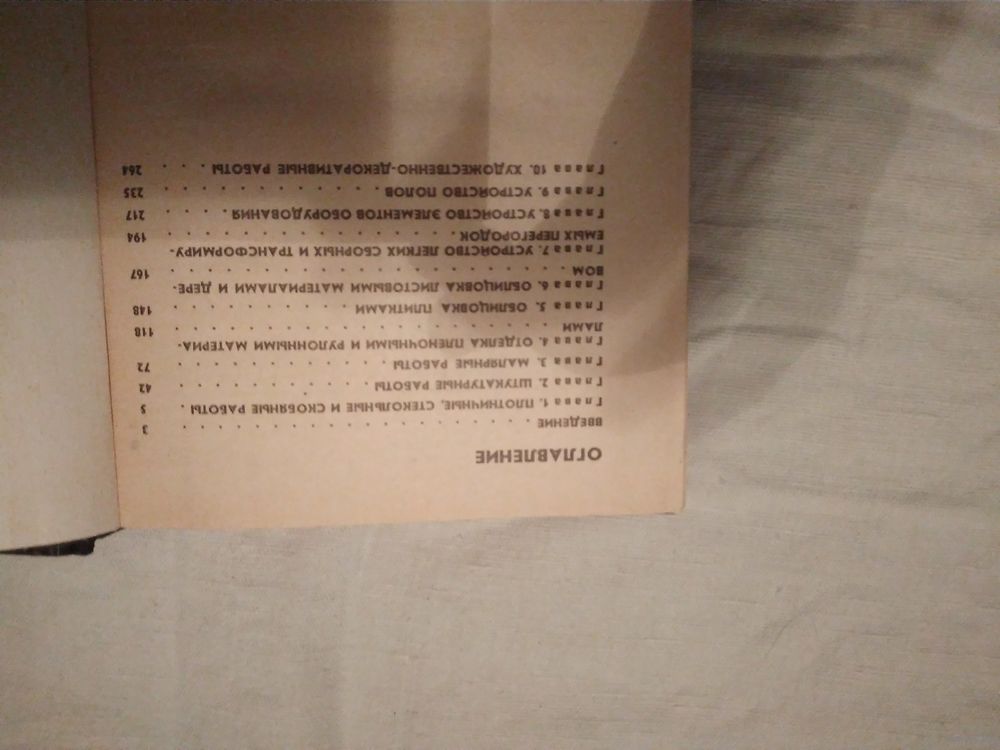 ОГЛАВЛЕНИЕ
ВВЕДЕНИЕ . . . . . . . . . . . . . . . . . . . 3
Глава 1. ПЛОТНИЧНЫЕ, СТЕКОЛЬНЫЕ И СКОБЯНЫЕ РАБОТЫ . 5
Глава 2. ШТУКАТУРНЫЕ РАБОТЫ . . . . . . . . . . . 42
Глава 3. МАЛЯРНЫЕ РАБОТЫ . . . . . . . . . . . . 72
Глава 4. ОТДЕЛКА ПЛЕНОЧНЫМИ И РУЛОННЫМИ МАТЕРИА-
ЛАМИ . . . . . . . . . . . . . . . . . . . . 118
Глава 5. ОБЛИЦОВКА ПЛИТКАМИ . . . . . . . . . . 148
Глава 6. ОБЛИЦОВКА ЛИСТОВЫМИ МАТЕРИАЛАМИ И ДЕРЕ-
ВОМ . . . . . . . . . . . . . . . . . . . . . 167
Глава 7. УСТРОЙСТВО ЛЕГКИХ СБОРНЫХ И ТРАНСФОРМИРУ-
ЕМЫХ ПЕРЕГОРОДОК . . . . . . . . . . . . . . . 194
Глава 8. УСТРОЙСТВО ЭЛЕМЕНТОВ ОБОРУДОВАНИЯ . . . . 217
Глава 9. УСТРОЙСТВО ПОЛОВ . . . . . . . . . . . 235
Глава 10. ХУДОЖЕСТВЕННО-ДЕКОРАТИВНЫЕ РАБОТЫ . . . . 264